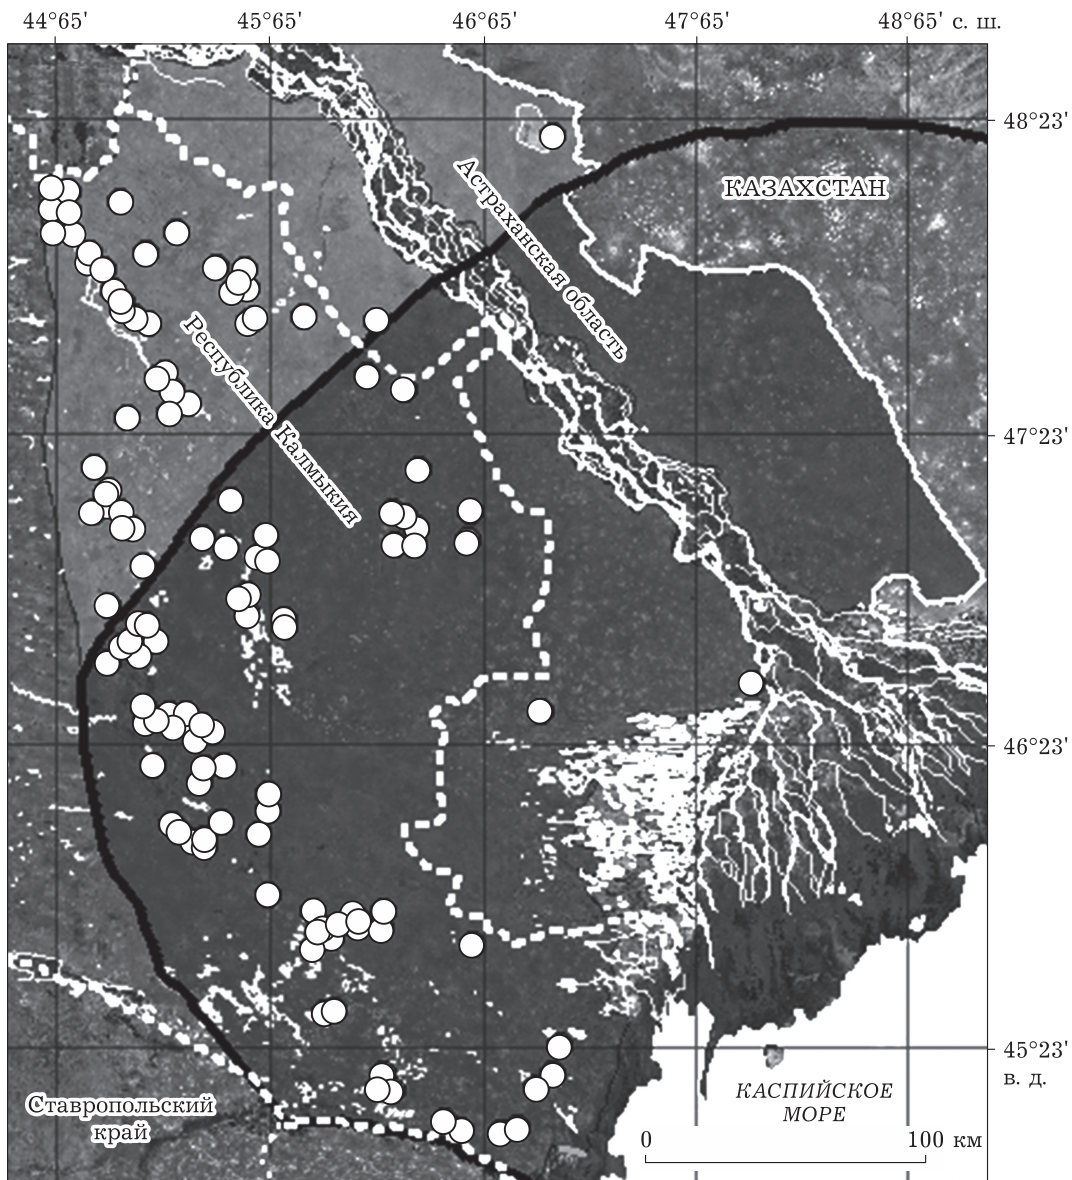 44°65' 45°65' 46°65' 47°65' 48°65' с. ш.
48°23'
Астраханская область
КАЗАХСТАН
Республика Калмыкия
47°23'
46°23'
45°23'
в. д.
Ставропольский
край
КАСПИЙСКОЕ
МОРЕ
0 100 км